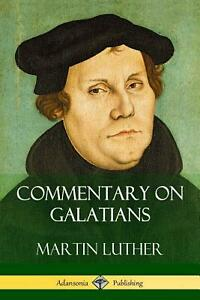 COMMENTARY ON
GALATIANS
MARTIN LUTHER
Adansonia
Publishing